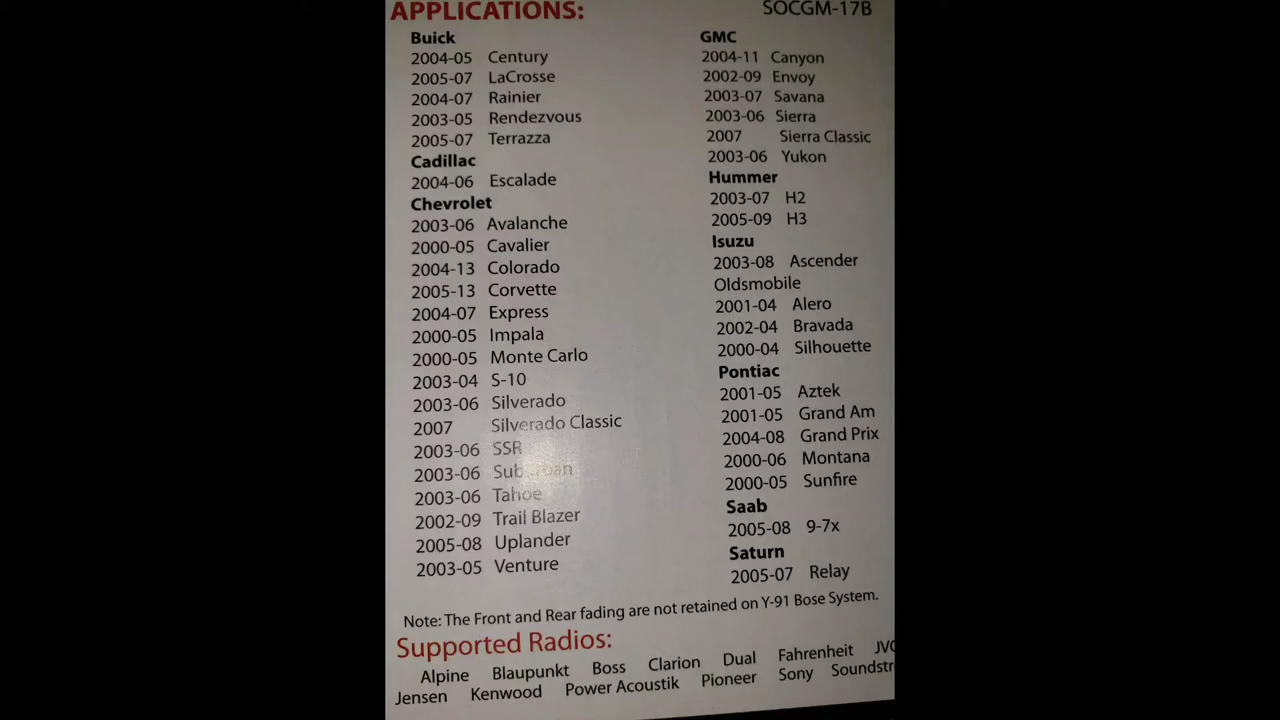 APPLICATIONS:
SOCGM-17B
Buick
2004-05 Century
2005-07 LaCrosse
2004-07 Rainier
2003-05 Rendezvous
2005-07 Terrazza
Cadillac
2004-06 Escalade
Chevrolet
2003-06 Avalanche
2000-05 Cavalier
2004-13 Colorado
2005-13 Corvette
2004-07 Express
2000-05 Impala
2000-05 Monte Carlo
2003-04 S-10
2003-06 Silverado
2007 Silverado Classic
2003-06 SSR
2003-06 Suburban
2003-06 Tahoe
2002-09 Trail Blazer
2005-08 Uplander
2003-05 Venture
GMC
2004-11 Canyon
2002-09 Envoy
2003-07 Savana
2003-06 Sierra
2007 Sierra Classic
2003-06 Yukon
Hummer
2003-07 H2
2005-09 H3
Isuzu
2003-08 Ascender
Oldsmobile
2001-04 Alero
2002-04 Bravada
2000-04 Silhouette
Pontiac
2001-05 Aztek
2001-05 Grand Am
2004-08 Grand Prix
2000-06 Montana
2000-05 Sunfire
Saab
2005-08 9-7x
Saturn
2005-07 Relay
Note: The Front and Rear fading are not retained on Y-91 Bose System.
Supported Radios:
Alpine Blaupunkt Boss Clarion Dual Fahrenheit JVC
Jensen Kenwood Power Acoustik Pioneer Sony Soundstr